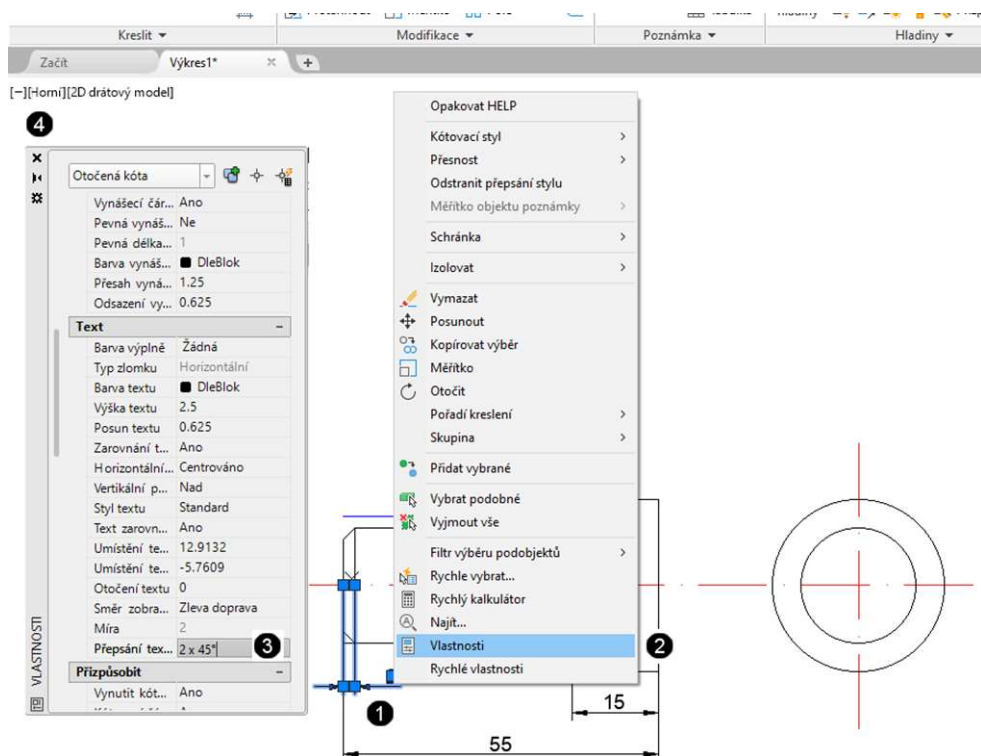 Kreslit
Modifikace
Poznámka
Hladiny
Začít
Výkres1*
[−][Horní][2D drátový model]
4
Otočená kóta
Vynášecí čár... Ano
Pevná vynáš... Ne
Pevná délka... 1
Barva vynáš... DleBlok
Přesah vyná... 1.25
Odsazení vy... 0.625
Text
Barva výplně Žádná
Typ zlomku Horizontální
Barva textu DleBlok
Výška textu 2.5
Posun textu 0.625
Zarovnání t... Ano
Horizontální... Centrováno
Vertikální p... Nad
Styl textu Standard
Text zarovn... Ano
Umístění te... 12.9132
Umístění te... -5.7609
Otočení textu 0
Směr zobra... Zleva doprava
Míra 2
Přepsání tex... 2 x 45°
3
Přizpůsobit
Vynutit kót... Ano
VLASTNOSTI
Opakovat HELP
Kótovací styl
Přesnost
Odstranit přepsání stylu
Měřítko objektu poznámky
Schránka
Izolovat
Vymazat
Posunout
Kopírovat výběr
Měřítko
Otočit
Pořadí kreslení
Skupina
Přidat vybrané
Vybrat podobné
Vyjmout vše
Filtr výběru podobjektů
Rychle vybrat...
Rychlý kalkulátor
Najít...
Vlastnosti
2
Rychlé vlastnosti
1
15
55